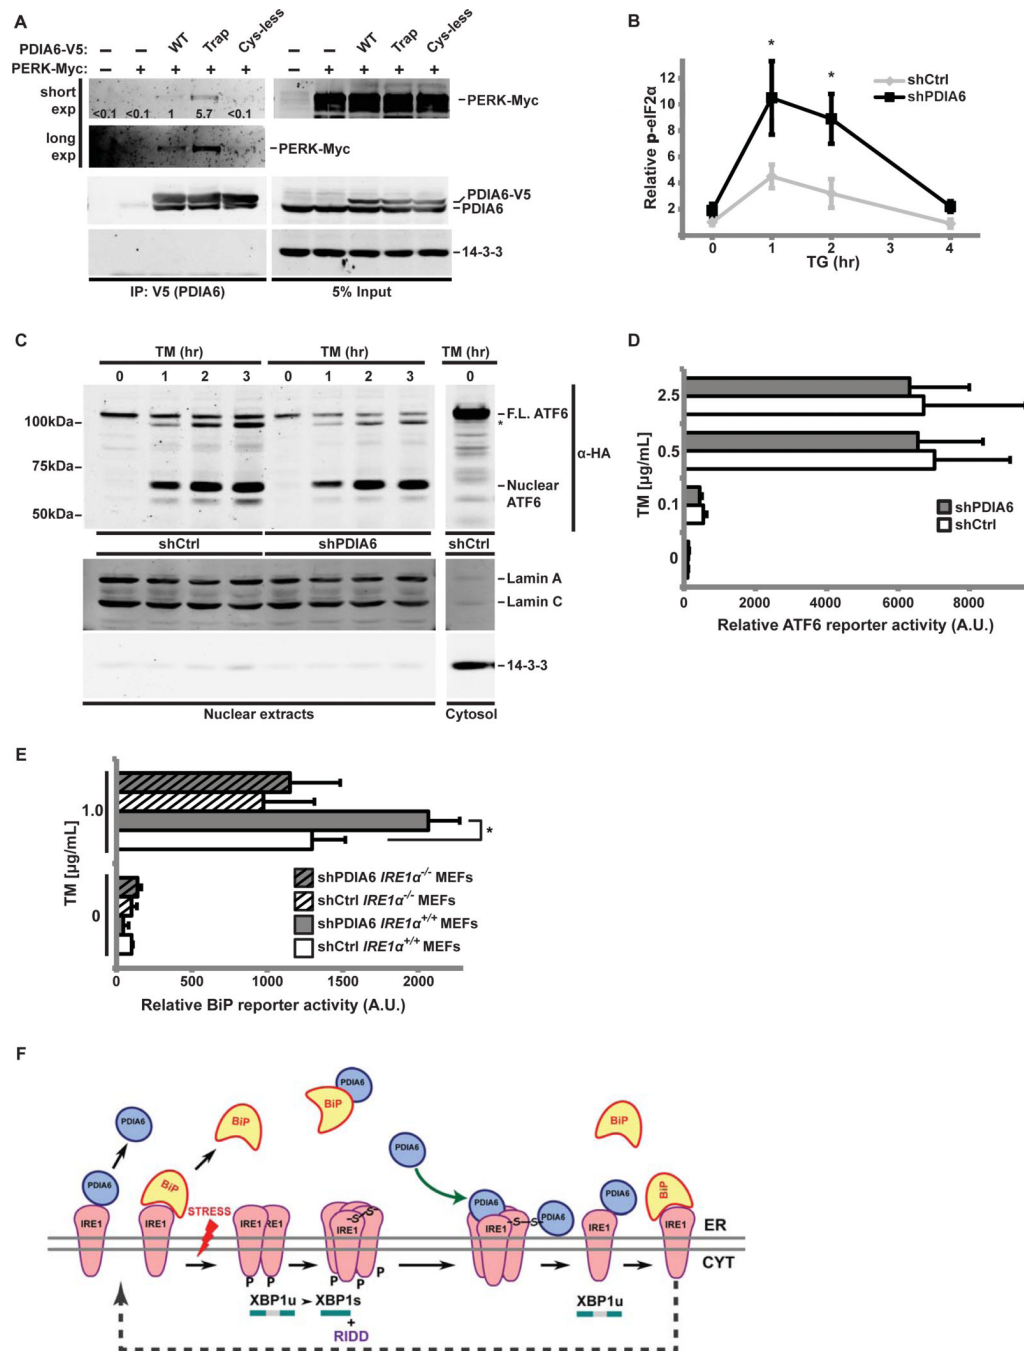 A
PDIA6-V5: – – WT Trap Cys-less – – WT Trap Cys-less
PERK-Myc: – + + + + – + + + +
short exp
<0.1 <0.1 1 5.7 <0.1
PERK-Myc
long exp
PERK-Myc
PDIA6-V5
PDIA6
14-3-3
IP: V5 (PDIA6)
5% Input
B
Relative p-eIF2α
12
10
8
6
4
2
* *
shCtrl
shPDIA6
0 1 2 3 4
TG (hr)
C
TM (hr) TM (hr) TM (hr)
0 1 2 3 0 1 2 3 0
100kDa
75kDa
50kDa
F.L. ATF6
*
Nuclear ATF6
α-HA
shCtrl shPDIA6 shCtrl
Lamin A
Lamin C
14-3-3
Nuclear extracts Cytosol
D
TM [µg/mL]
2.5
0.5
0.1
0
shPDIA6
shCtrl
0 2000 4000 6000 8000
Relative ATF6 reporter activity (A.U.)
E
TM [µg/mL]
1.0
0
*
shPDIA6 IRE1α-/- MEFs
shCtrl IRE1α-/- MEFs
shPDIA6 IRE1α+/+ MEFs
shCtrl IRE1α+/+ MEFs
0 500 1000 1500 2000
Relative BiP reporter activity (A.U.)
F
PDIA6
BiP
PDIA6
BiP
PDIA6
BiP
PDIA6
BiP
STRESS
PDIA6
PDIA6
PDIA6
BiP
IRE1 IRE1 IRE1 IRE1 IRE1 IRE1 IRE1 IRE1
-S-S-
-S-S-
ER
CYT
P P P P P
XBP1u XBP1s
+
RIDD
XBP1u